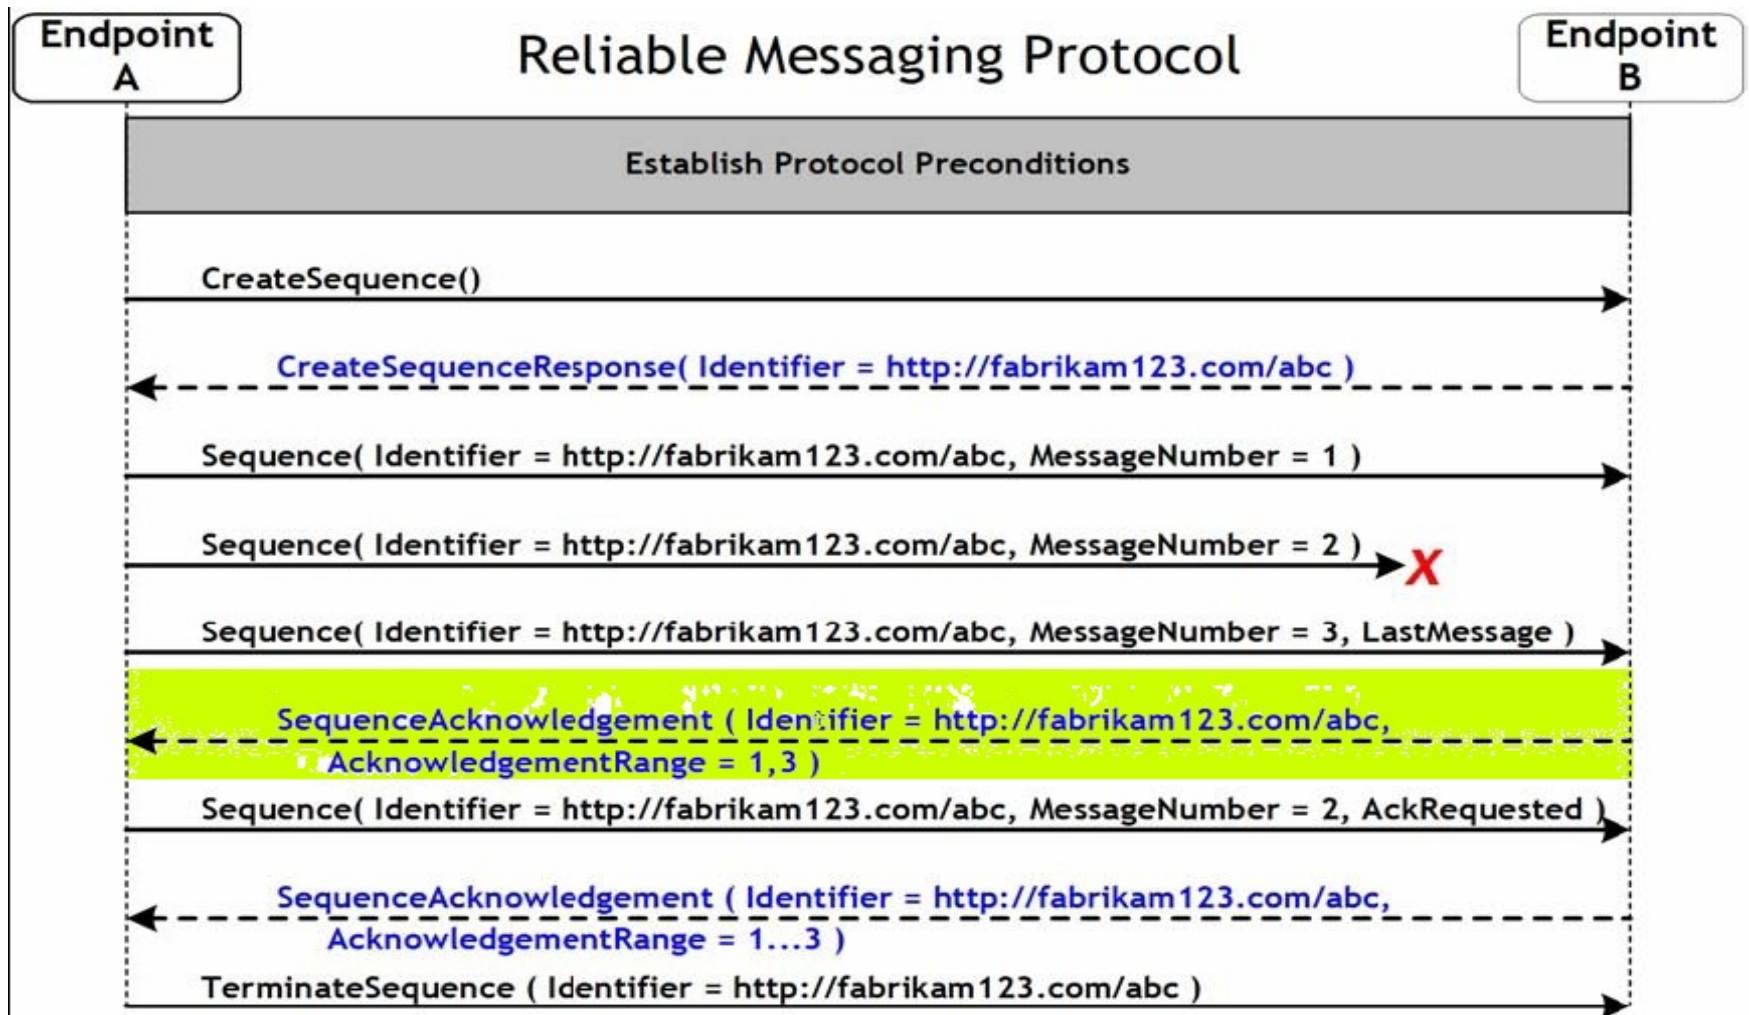 Endpoint
A
Reliable Messaging Protocol
Endpoint
B
Establish Protocol Preconditions
CreateSequence()
CreateSequenceResponse( Identifier = http://fabrikam123.com/abc )
Sequence( Identifier = http://fabrikam123.com/abc, MessageNumber = 1 )
Sequence( Identifier = http://fabrikam123.com/abc, MessageNumber = 2 )
X
Sequence( Identifier = http://fabrikam123.com/abc, MessageNumber = 3, LastMessage )
SequenceAcknowledgement ( Identifier = http://fabrikam123.com/abc,
AcknowledgementRange = 1,3 )
Sequence( Identifier = http://fabrikam123.com/abc, MessageNumber = 2, AckRequested )
SequenceAcknowledgement ( Identifier = http://fabrikam123.com/abc,
AcknowledgementRange = 1...3 )
TerminateSequence ( Identifier = http://fabrikam123.com/abc )